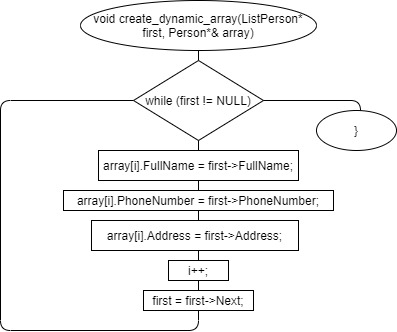 void create_dynamic_array(ListPerson*
first, Person*& array)
while (first != NULL)
}
array[i].FullName = first->FullName;
array[i].PhoneNumber = first->PhoneNumber;
array[i].Address = first->Address;
i++;
first = first->Next;